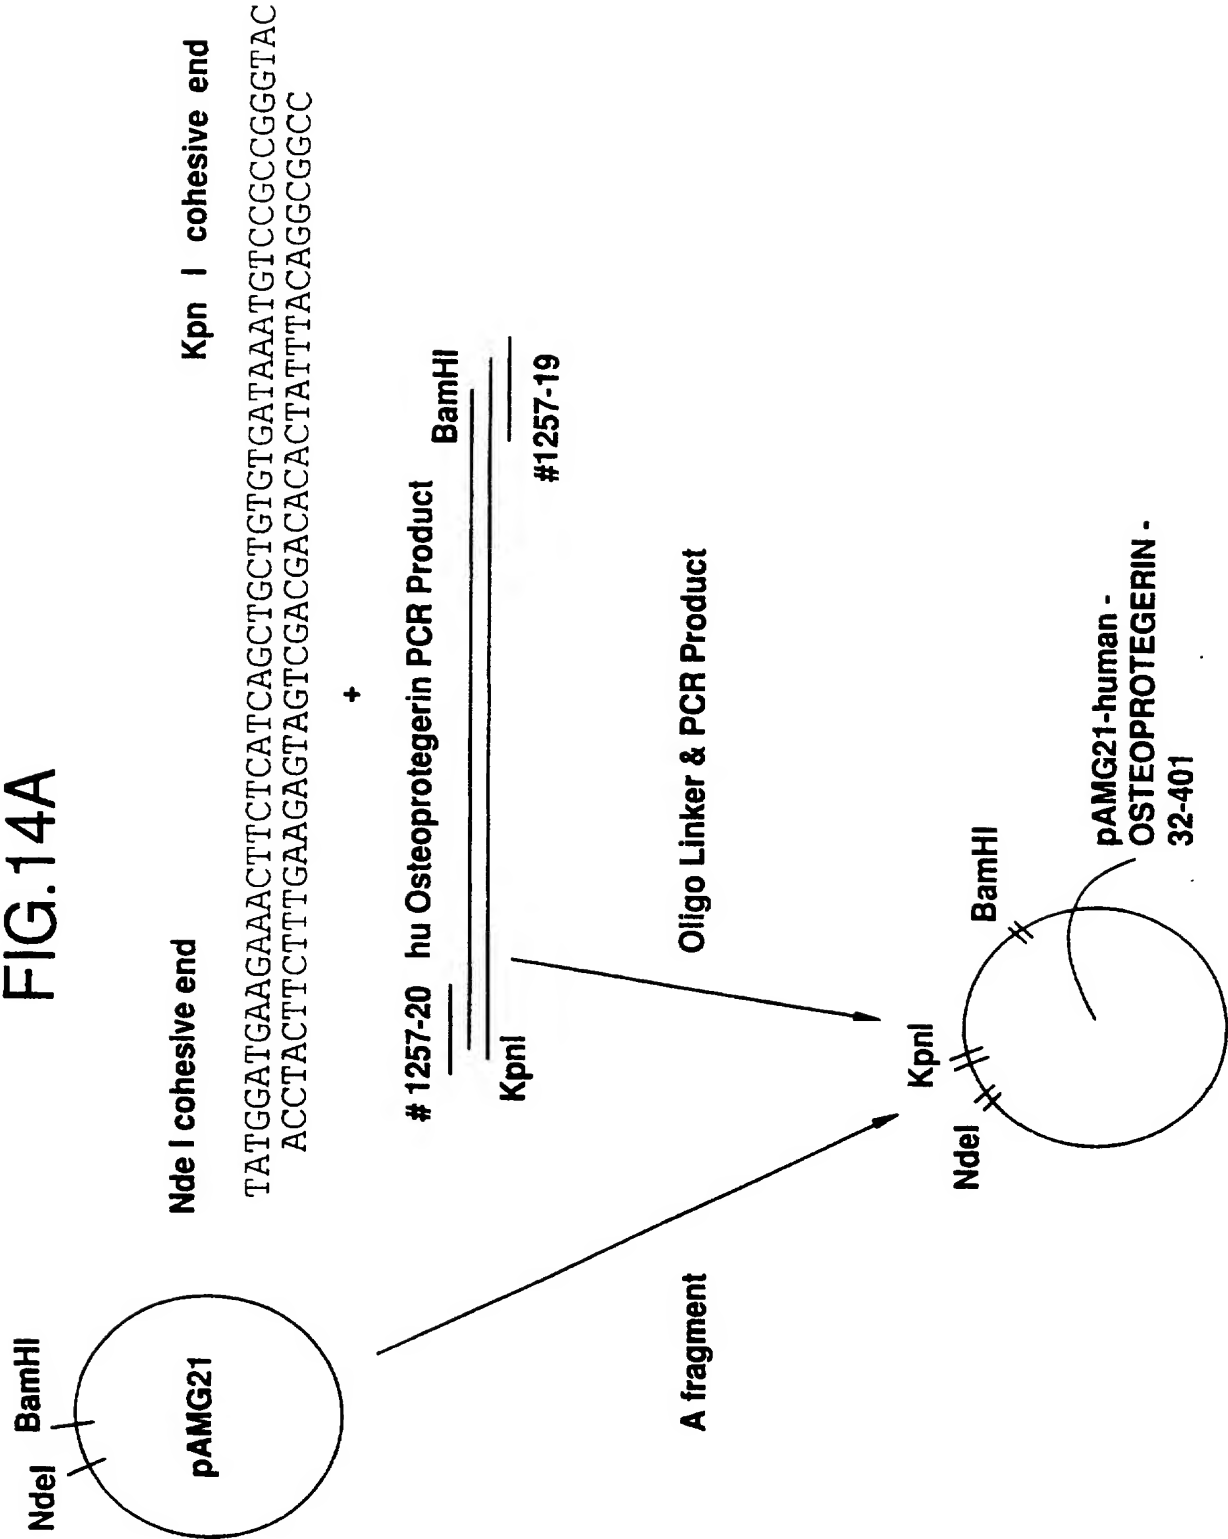 FIG.14A
NdeI
BamHI
pAMG21
Nde I cohesive end
Kpn I cohesive end
TATGGATGAAGAAACTTCTCATCAGCTGCTGTGTGATAAATGTCCGCCGGGTAC
ACCTACTTCTTTGAAGAGTAGTCGACGACACACTATTTACAGGCGGCC
+
# 1257-20 hu Osteoprotegerin PCR Product
BamHI
KpnI
#1257-19
A fragment
Oligo Linker & PCR Product
NdeI
KpnI
BamHI
pAMG21-human -
OSTEOPROTEGERIN -
32-401